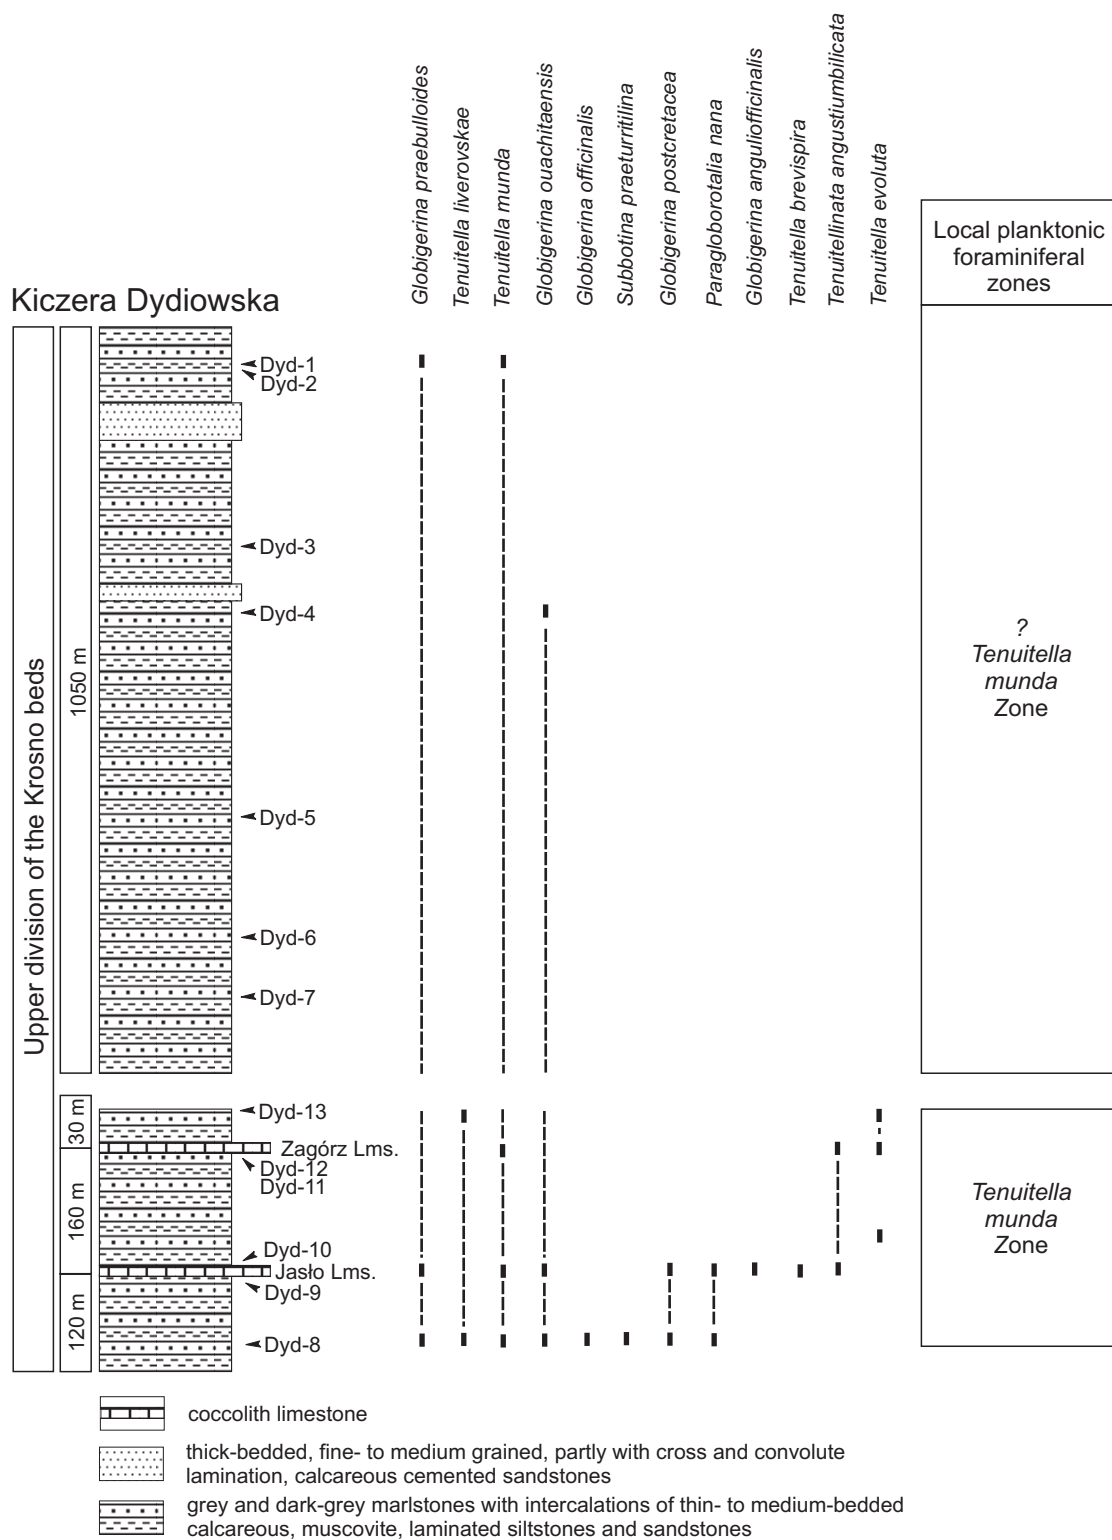 Globigerina praebulloides
Tenuitella liverovskae
Tenuitella munda
Globigerina ouachitaensis
Globigerina officinalis
Subbotina praeturritilina
Globigerina postcretacea
Paragloborotalia nana
Globigerina anguliofficinalis
Tenuitella brevispira
Tenuitellinata angustiumbilicata
Tenuitella evoluta
Local planktonic
foraminiferal
zones
Kiczera Dydiowska
Upper division of the Krosno beds
1050 m
30 m
160 m
120 m
Dyd-1
Dyd-2
Dyd-3
Dyd-4
Dyd-5
Dyd-6
Dyd-7
Dyd-13
Zagórz Lms.
Dyd-12
Dyd-11
Dyd-10
Jasło Lms.
Dyd-9
Dyd-8
?
Tenuitella
munda
Zone
Tenuitella
munda
Zone
coccolith limestone
thick-bedded, fine- to medium grained, partly with cross and convolute
lamination, calcareous cemented sandstones
grey and dark-grey marlstones with intercalations of thin- to medium-bedded
calcareous, muscovite, laminated siltstones and sandstones